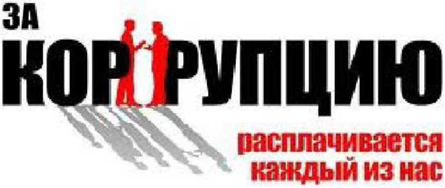 ЗА
КОРРУПЦИЮ
расплачивается
каждый из нас